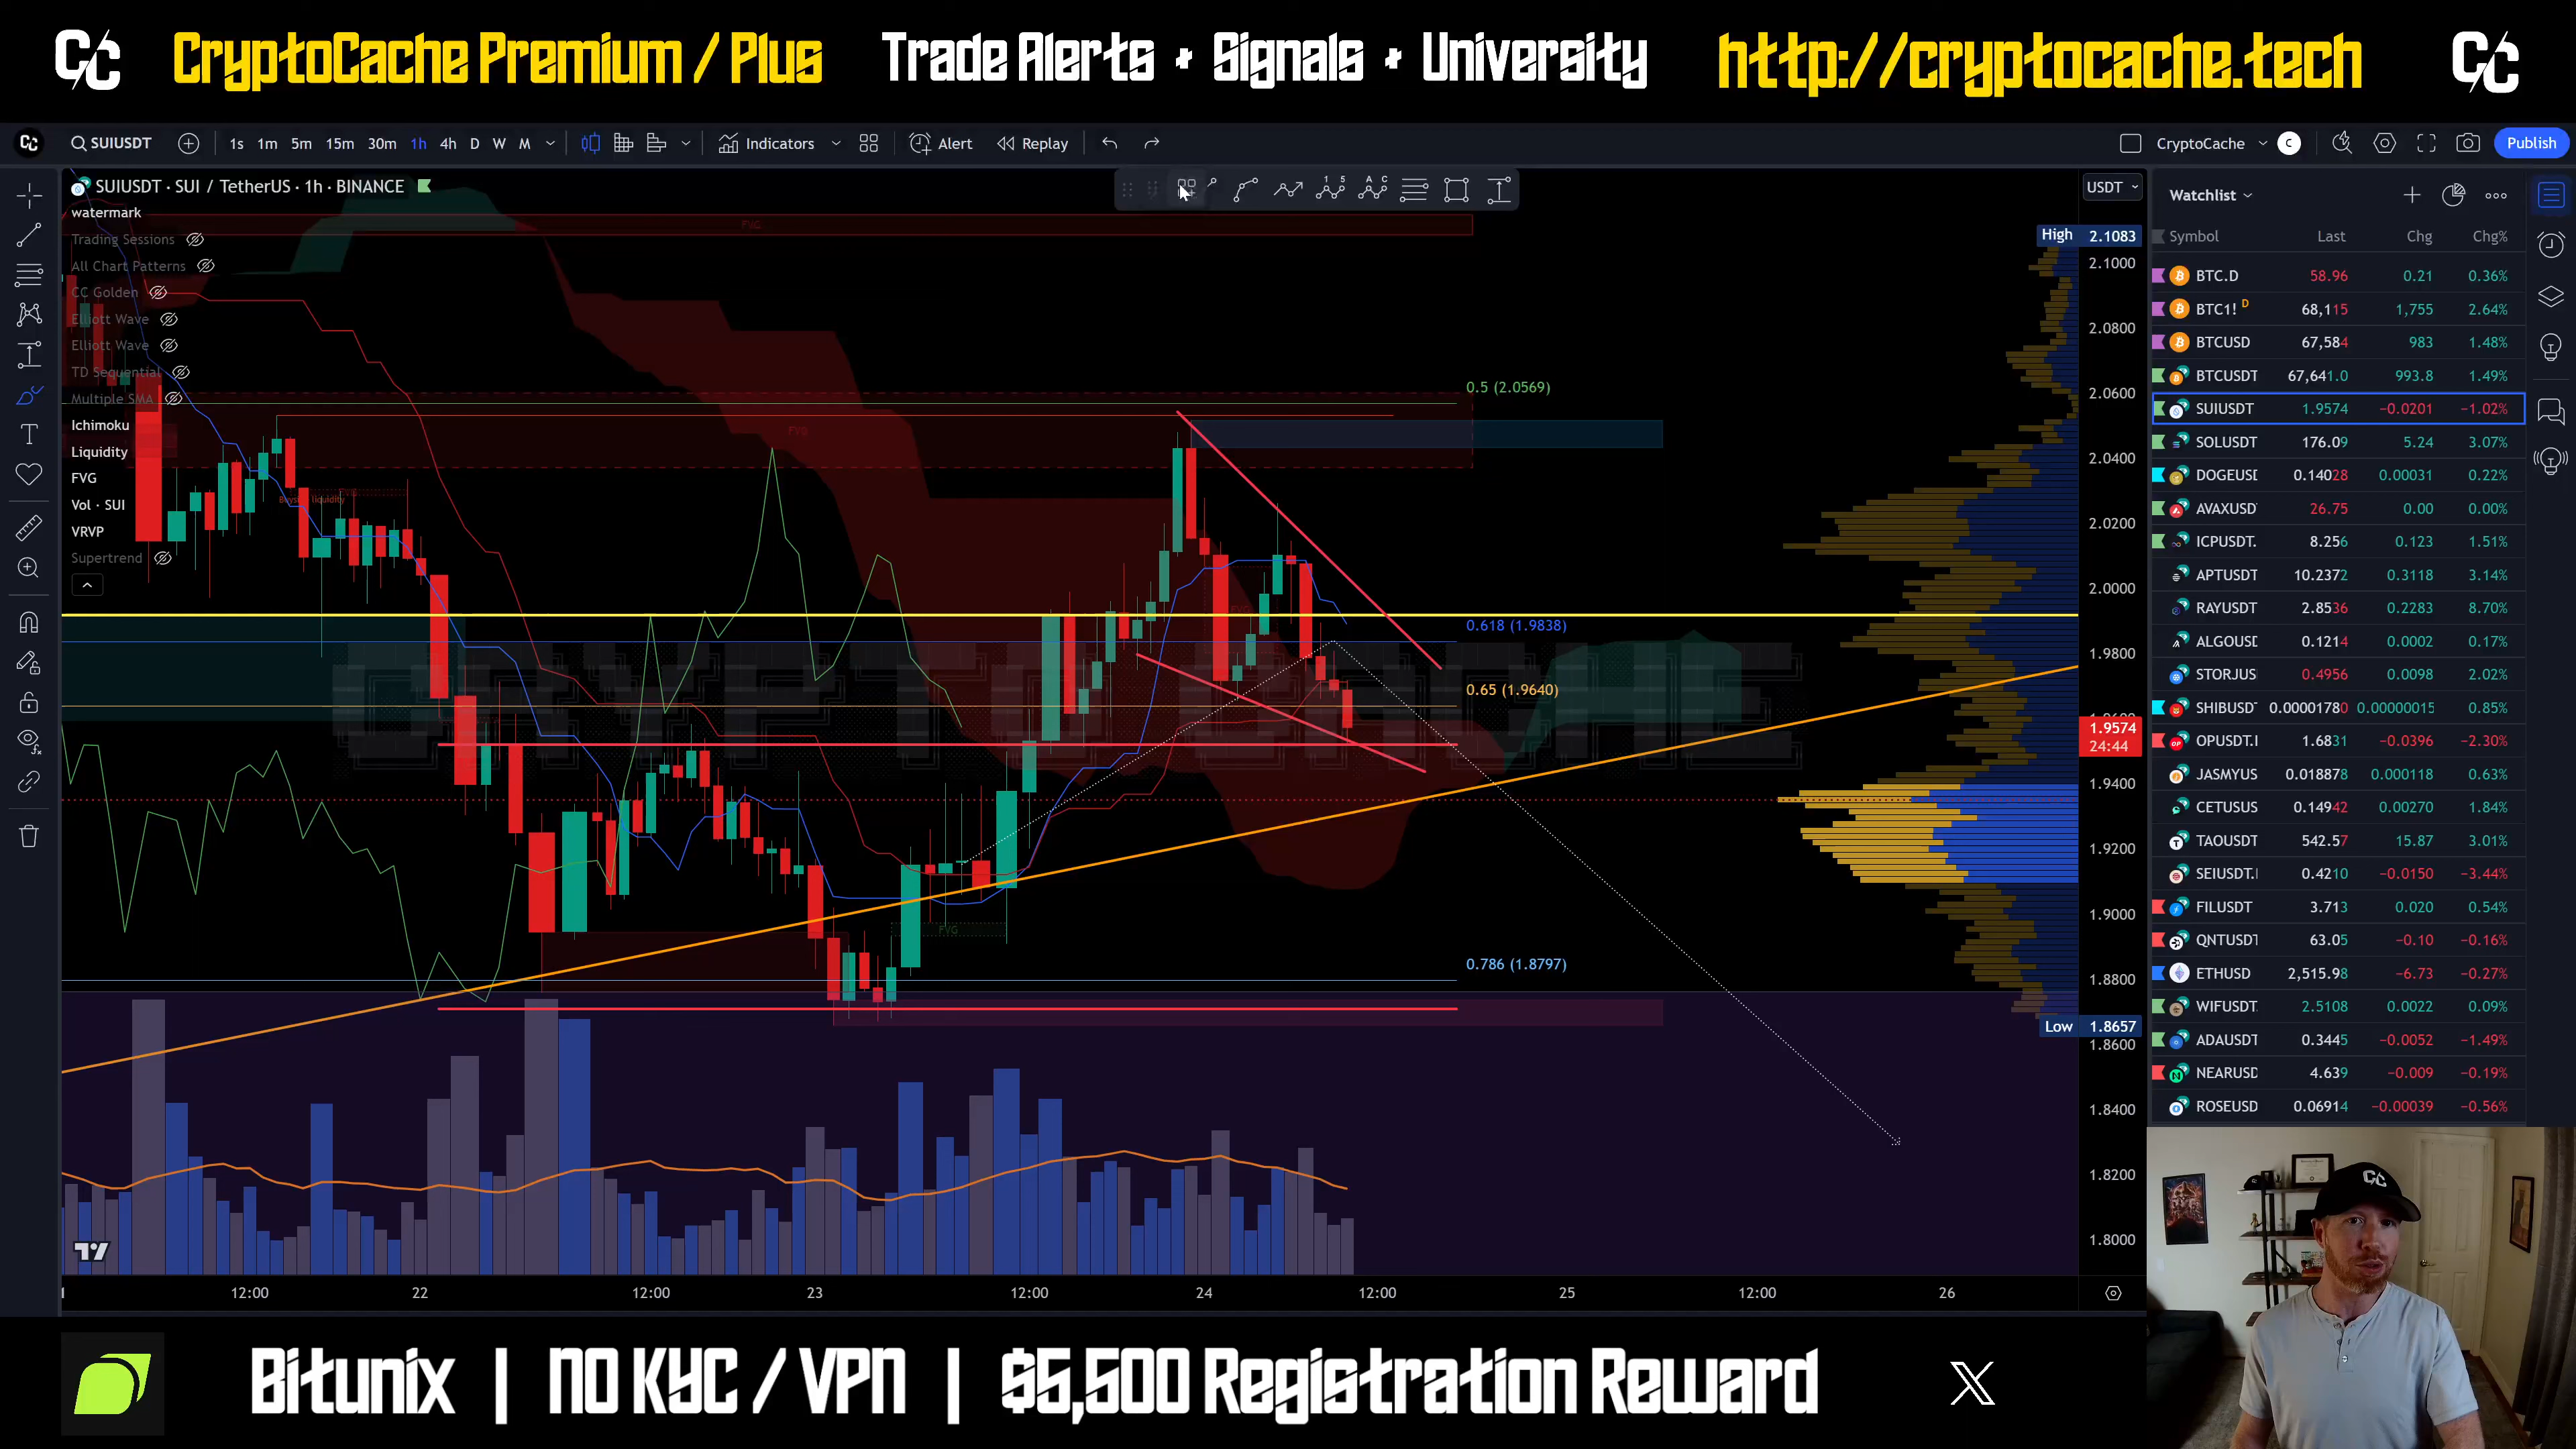 CC CryptoCache Premium / Plus Trade Alerts + Signals + University http://cryptocache.tech CC
CC SUIUSDT 1s 1m 5m 15m 30m 1h 4h D W M Indicators Alert Replay CryptoCache C Publish
SUIUSDT · SUI / TetherUS · 1h · BINANCE
watermark
Trading Sessions
All Chart Patterns
CC Golden
Elliott Wave
Elliott Wave
TD Sequential
Multiple SMA
Ichimoku
Liquidity
FVG
Vol · SUI
VRVP
Supertrend
FVG
FVG
FVG
FVG
0.5 (2.0569)
0.618 (1.9838)
0.65 (1.9640)
0.786 (1.8797)
USDT
High 2.1083
2.1000
2.0800
2.0600
2.0400
2.0200
2.0000
1.9800
1.9574
24:44
1.9400
1.9200
1.9000
1.8800
Low 1.8657
1.8600
1.8400
1.8200
1.8000
12:00 22 12:00 23 12:00 24 12:00 25 12:00 26
Watchlist
Symbol Last Chg Chg%
BTC.D 58.96 0.21 0.36%
BTC1! D 68,115 1,755 2.64%
BTCUSD 67,584 983 1.48%
BTCUSDT 67,641.0 993.8 1.49%
SUIUSDT 1.9574 −0.0201 −1.02%
SOLUSDT 176.09 5.24 3.07%
DOGEUSD 0.14028 0.00031 0.22%
AVAXUSD 26.75 0.00 0.00%
ICPUSDT. 8.256 0.123 1.51%
APTUSDT 10.2372 0.3118 3.14%
RAYUSDT 2.8536 0.2283 8.70%
ALGOUSD 0.1214 0.0002 0.17%
STORJUS 0.4956 0.0098 2.02%
SHIBUSDT 0.00001780 0.00000015 0.85%
OPUSDT.I 1.6831 −0.0396 −2.30%
JASMYUS 0.018878 0.000118 0.63%
CETUSUS 0.14942 0.00270 1.84%
TAOUSDT 542.57 15.87 3.01%
SEIUSDT.I 0.4210 −0.0150 −3.44%
FILUSDT 3.713 0.020 0.54%
QNTUSDT 63.05 −0.10 −0.16%
ETHUSD 2,515.98 −6.73 −0.27%
WIFUSDT. 2.5108 0.0022 0.09%
ADAUSDT 0.3445 −0.0052 −1.49%
NEARUSD 4.639 −0.009 −0.19%
ROSEUSD 0.06914 −0.00039 −0.56%
CC
Bitunix | NO KYC / VPN | $5,500 Registration Reward